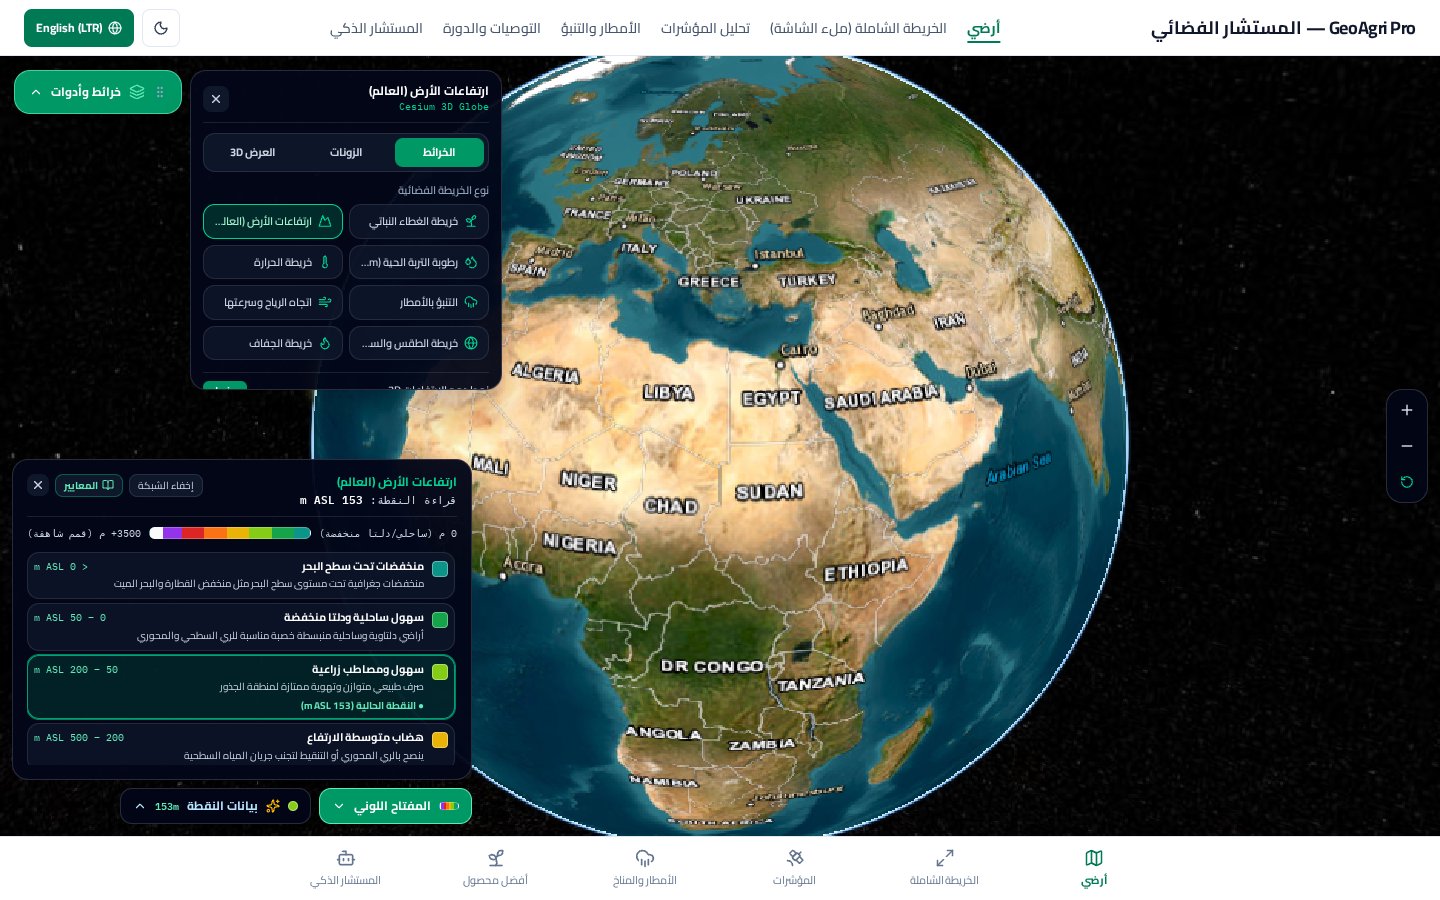 GeoAgri Pro — المستشار الفضائي
أرضي
الخريطة الشاملة (ملء الشاشة)
تحليل المؤشرات
الأمطار والتنبؤ
التوصيات والدورة
المستشار الذكي
English (LTR)
خرائط وأدوات
ارتفاعات الأرض (العالم)
Cesium 3D Globe
الخرائط
الزونات
العرض 3D
نوع الخريطة الفضائية
خريطة الغطاء النباتي
ارتفاعات الأرض (العالـ...
رطوبة التربة الحية (m...
خريطة الحرارة
التنبؤ بالأمطار
اتجاه الرياح وسرعتها
خريطة الطقس والسـ...
خريطة الجفاف
POLAND
GERMANY
UKRAINE
FRANCE
Milan
ITALY
Madrid
SPAIN
Istanbul
GREECE
TURKEY
Baghdad
IRAN
Cairo
Dubai
ALGERIA
LIBYA
EGYPT
SAUDI ARABIA
INDIA
Mumbai
Arabian Sea
MALI
NIGER
CHAD
SUDAN
NIGERIA
Accra
ETHIOPIA
DR CONGO
TANZANIA
ANGOLA
ZAMBIA
NAMIBIA
ارتفاعات الأرض (العالم)
قراءة النقطة: 153 m ASL
إخفاء الشبكة
المعايير
0 م (ساحلي/دلتا منخفضة)
3500+ م (قمم شاهقة)
منخفضات تحت سطح البحر
< 0 m ASL
منخفضات جغرافية تحت مستوى سطح البحر مثل منخفض القطارة والبحر الميت
سهول ساحلية ودلتا منخفضة
0 – 50 m ASL
أراضي دلتاوية وساحلية منبسطة خصبة مناسبة للري السطحي والمحوري
سهول ومصاطب زراعية
50 – 200 m ASL
صرف طبيعي متوازن وتهوية ممتازة لمنطقة الجذور
● النقطة الحالية (153 m ASL)
هضاب متوسطة الارتفاع
200 – 500 m ASL
ينصح بالري المحوري أو التنقيط لتجنب جريان المياه السطحية
المفتاح اللوني
بيانات النقطة
153m
أرضي
الخريطة الشاملة
المؤشرات
الأمطار والمناخ
أفضل محصول
المستشار الذكي